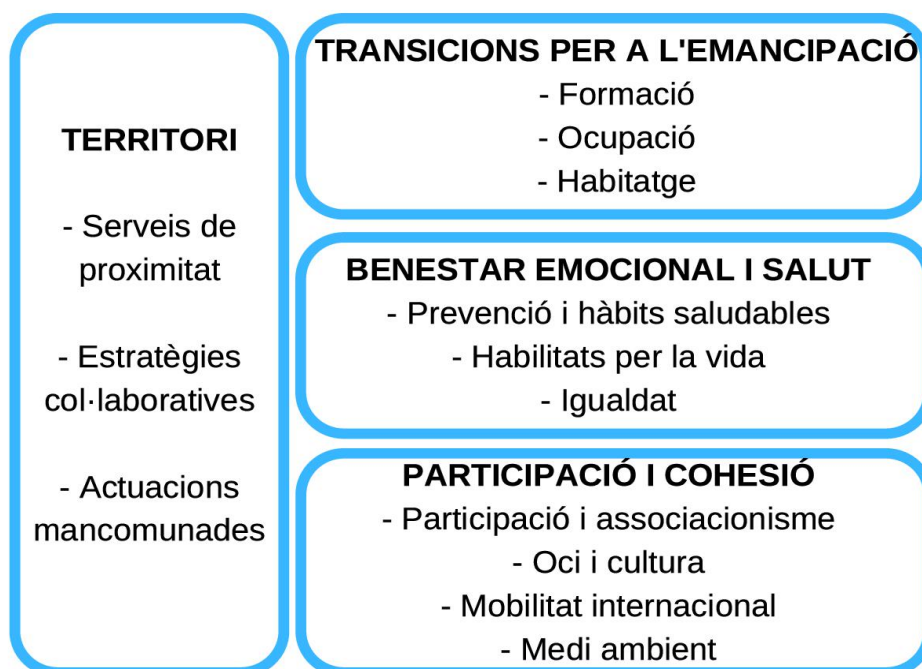 TERRITORI
- Serveis de
proximitat
- Estratègies
col·laboratives
- Actuacions
mancomunades
TRANSICIONS PER A L'EMANCIPACIÓ
- Formació
- Ocupació
- Habitatge
BENESTAR EMOCIONAL I SALUT
- Prevenció i hàbits saludables
- Habilitats per la vida
- Igualdat
PARTICIPACIÓ I COHESIÓ
- Participació i associacionisme
- Oci i cultura
- Mobilitat internacional
- Medi ambient